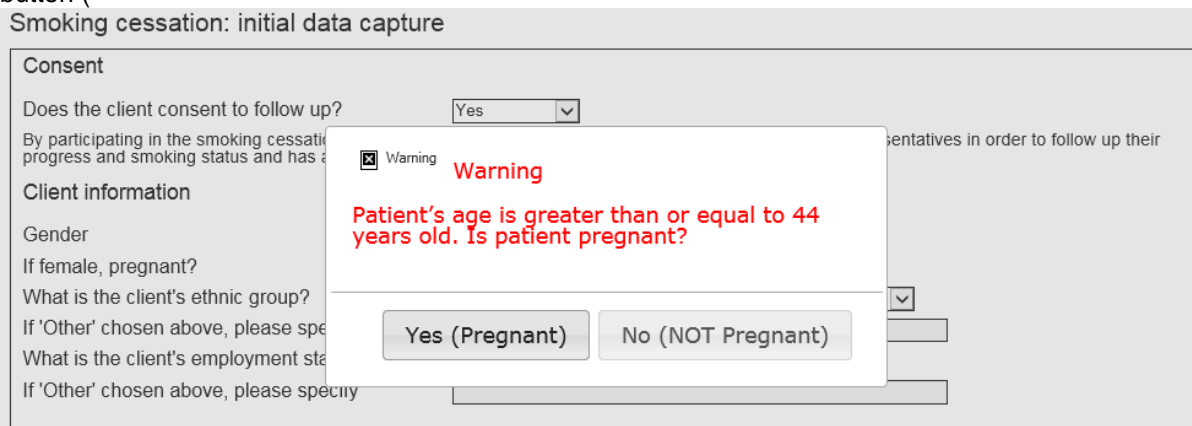 button (
Smoking cessation: initial data capture
Consent
Does the client consent to follow up?
Yes
By participating in the smoking
sentatives in order to follow up their
progress and smoking status and has
Warning
Warning
Client information
Patient's age is greater than or equal to 44
years old. Is patient pregnant?
Gender
If female, pregnant?
What is the client's ethnic group?
If 'Other' chosen above, please
Yes (Pregnant)
No (NOT Pregnant)
What is the client's employment
If 'Other' chosen above, please specify